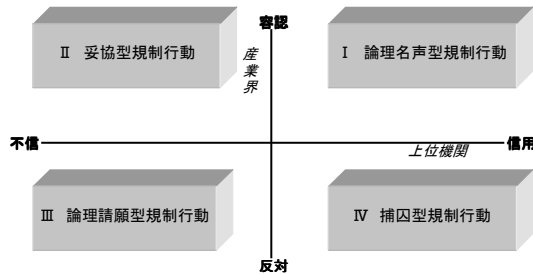 容認
Ⅱ 妥協型規制行動
Ⅰ 論理名声型規制行動
産業界
不信
信用
上位機関
Ⅲ 論理請願型規制行動
Ⅳ 捕囚型規制行動
反対